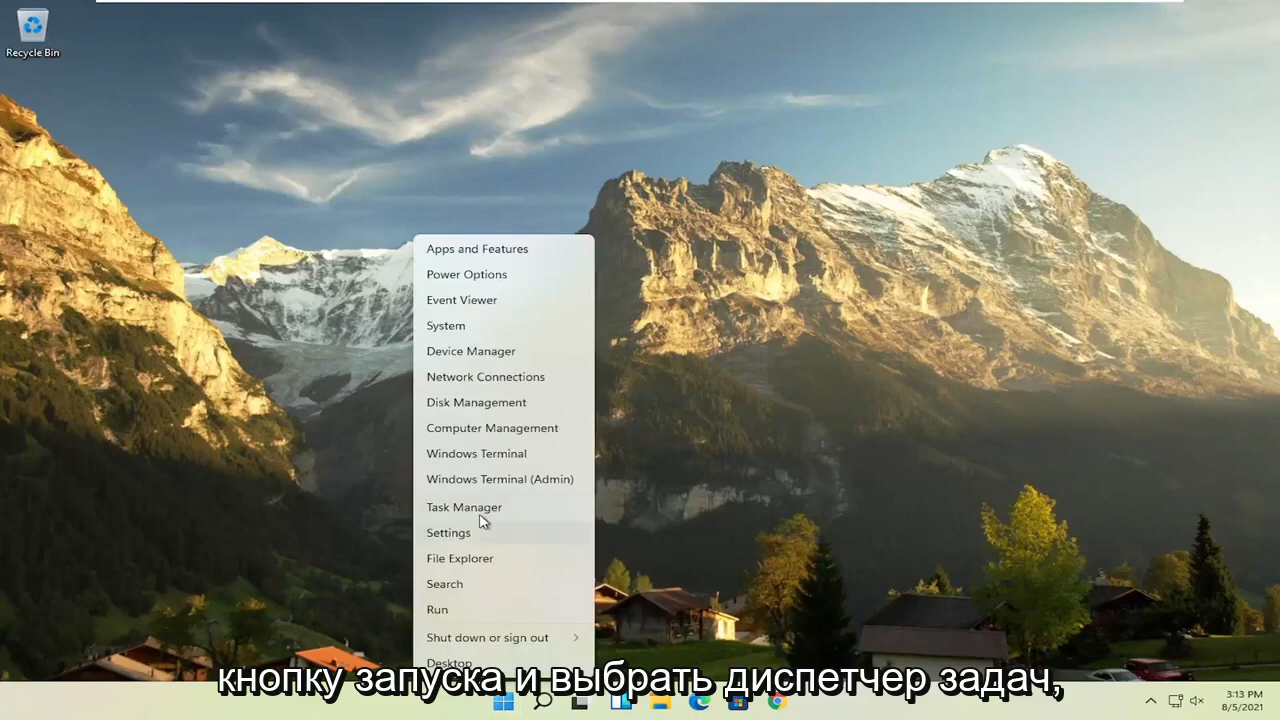 Recycle Bin
Apps and Features
Power Options
Event Viewer
System
Device Manager
Network Connections
Disk Management
Computer Management
Windows Terminal
Windows Terminal (Admin)
Task Manager
Settings
File Explorer
Search
Run
Shut down or sign out
Desktop
кнопку запуска и выбрать диспетчер задач,
3:13 PM
8/5/2021